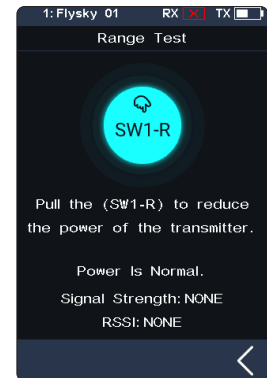 1: Flysky 01 RX TX
Range Test
SW1-R
Pull the (SW1-R) to reduce
the power of the transmitter.
Power Is Normal.
Signal Strength: NONE
RSSI: NONE